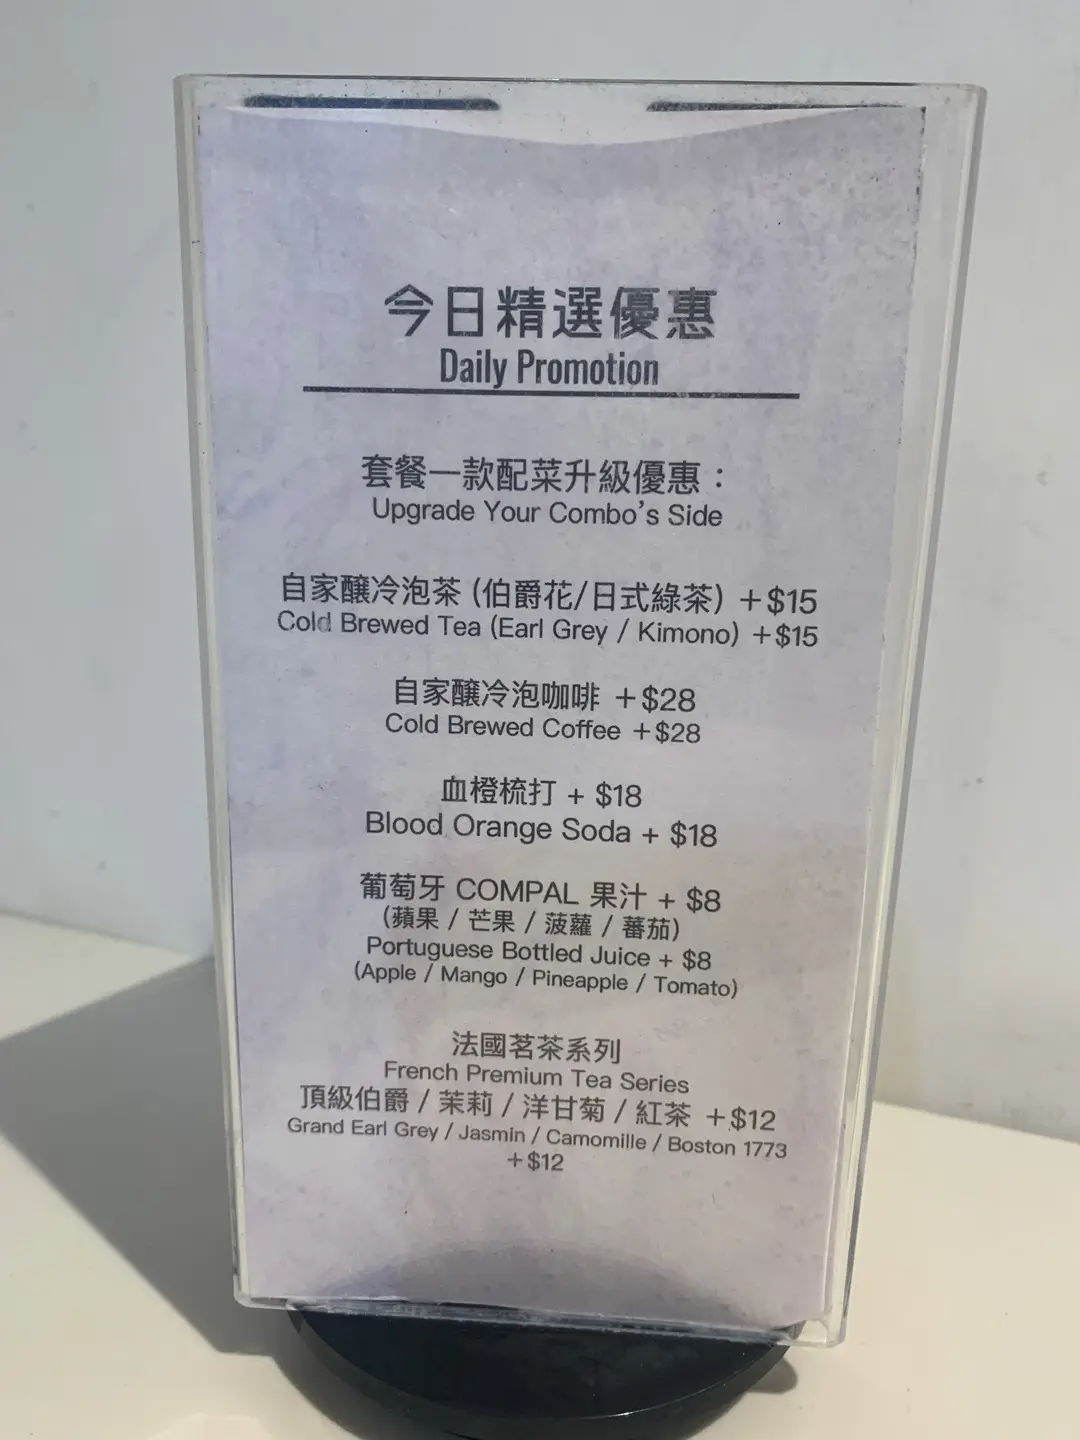 今日精選優惠
Daily Promotion
套餐一款配菜升級優惠：
Upgrade Your Combo's Side
自家釀冷泡茶 (伯爵花/日式綠茶) +$15
Cold Brewed Tea (Earl Grey / Kimono) +$15
自家釀冷泡咖啡 +$28
Cold Brewed Coffee +$28
血橙梳打 + $18
Blood Orange Soda + $18
葡萄牙 COMPAL 果汁 + $8
(蘋果 / 芒果 / 菠蘿 / 蕃茄)
Portuguese Bottled Juice + $8
(Apple / Mango / Pineapple / Tomato)
法國茗茶系列
French Premium Tea Series
頂級伯爵 / 茉莉 / 洋甘菊 / 紅茶 +$12
Grand Earl Grey / Jasmin / Camomille / Boston 1773
+$12